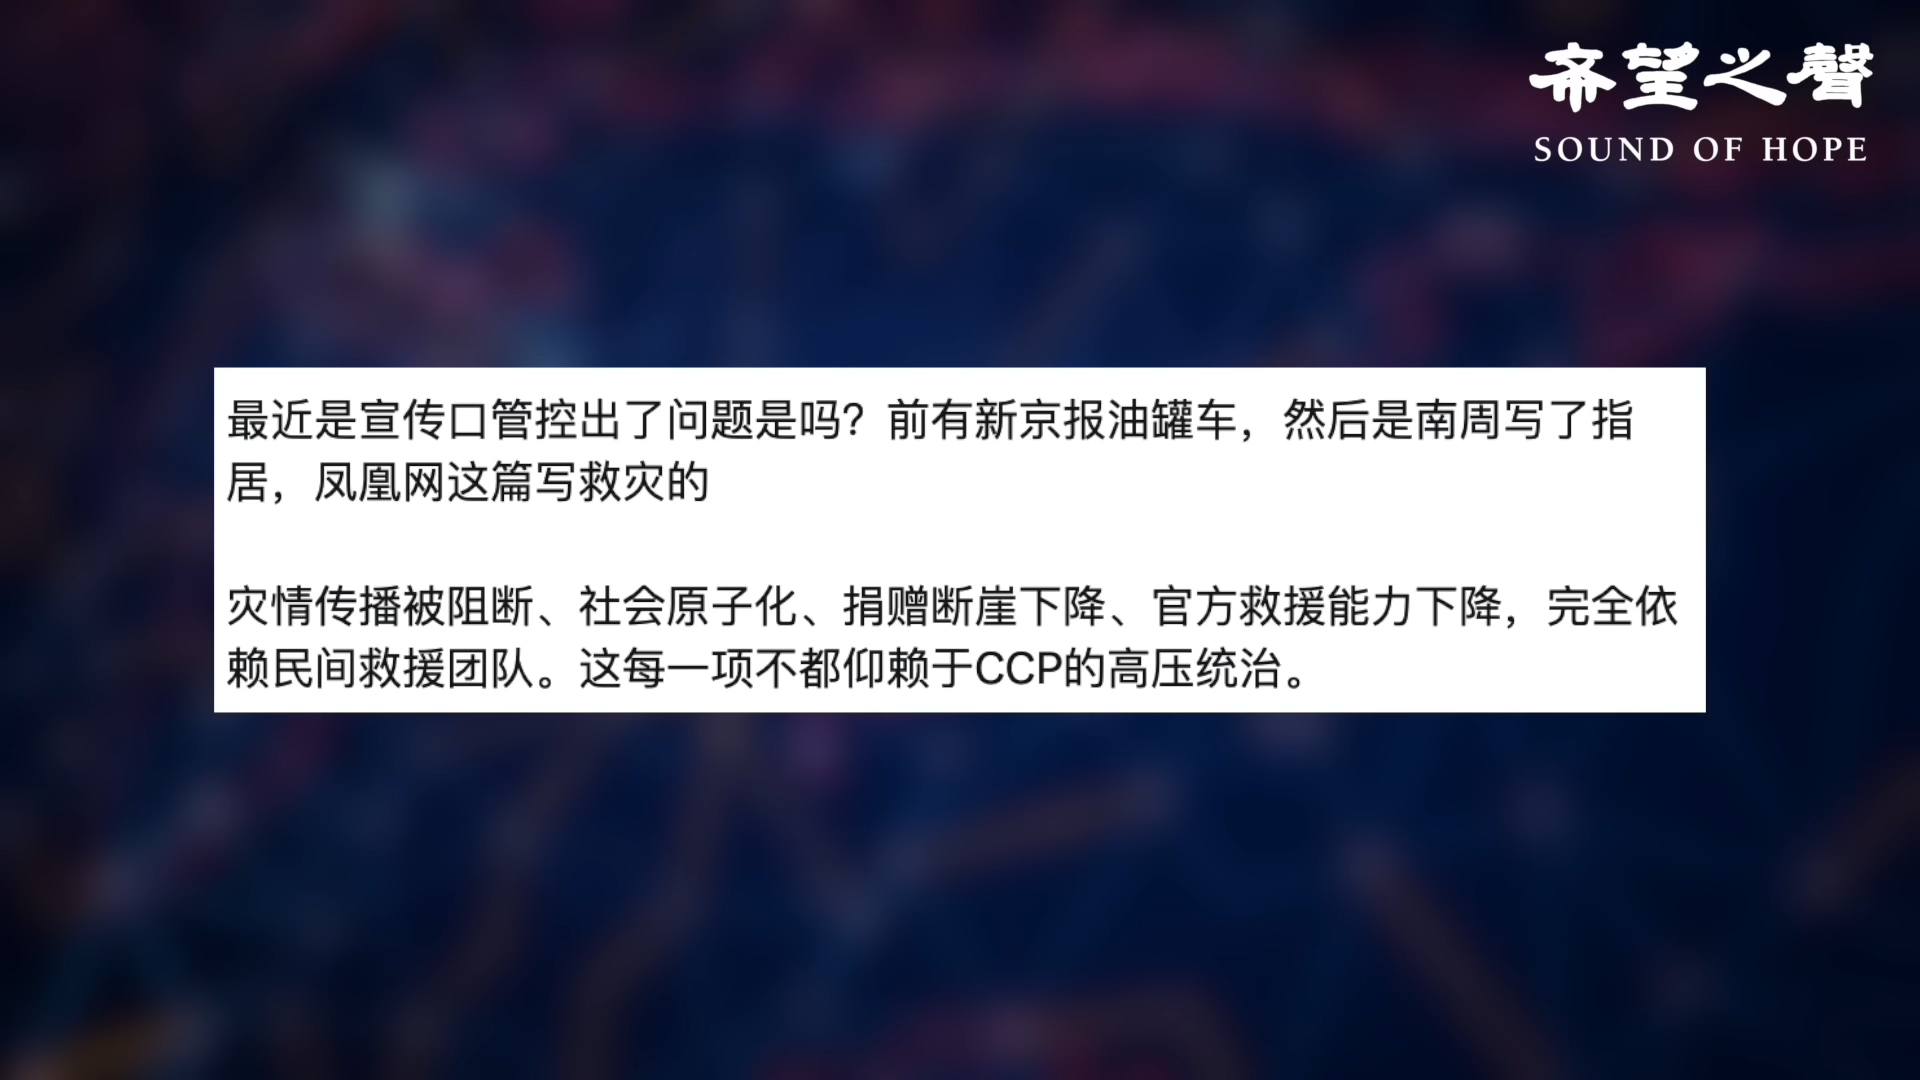 希望之聲
SOUND OF HOPE
最近是宣传口管控出了问题是吗？前有新京报油罐车，然后是南周写了指
居，凤凰网这篇写救灾的
灾情传播被阻断、社会原子化、捐赠断崖下降、官方救援能力下降，完全依
赖民间救援团队。这每一项不都仰赖于CCP的高压统治。